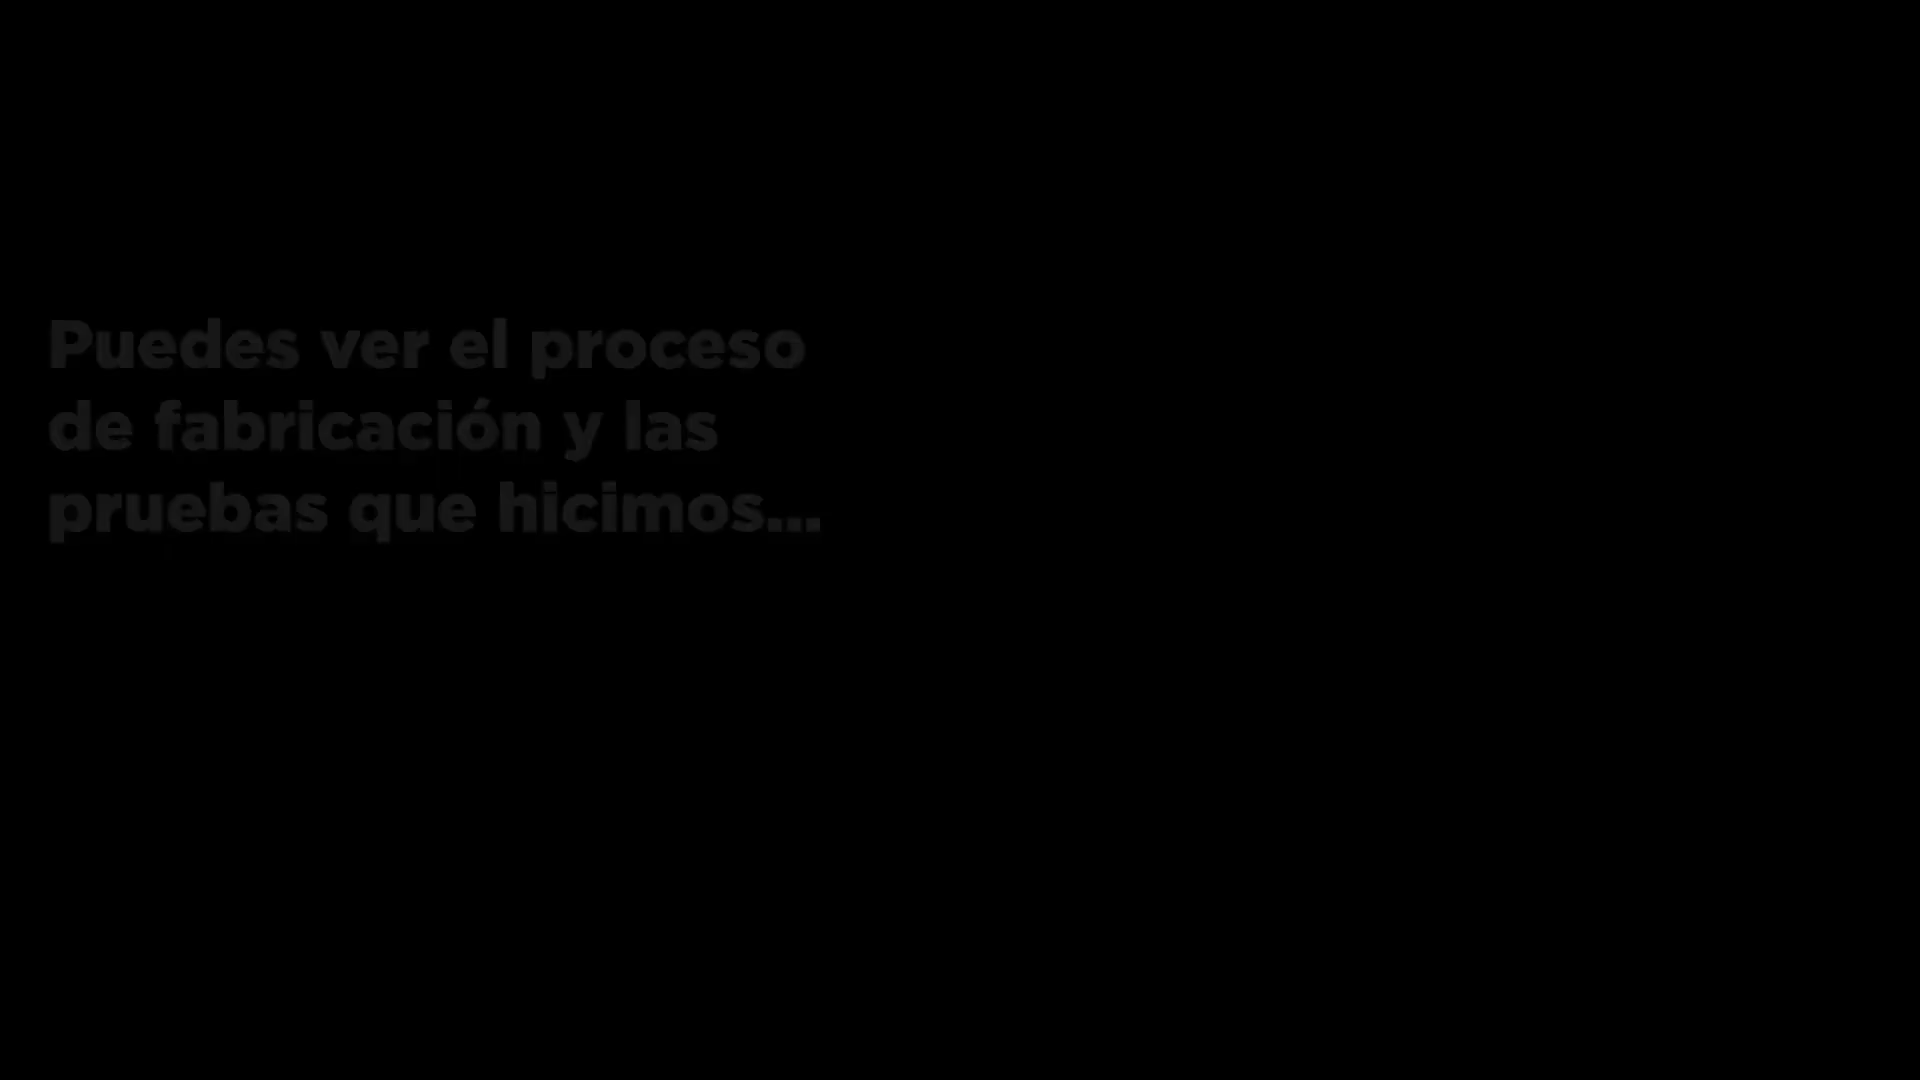 Puedes ver el proceso
de fabricación y las
pruebas que hicimos...